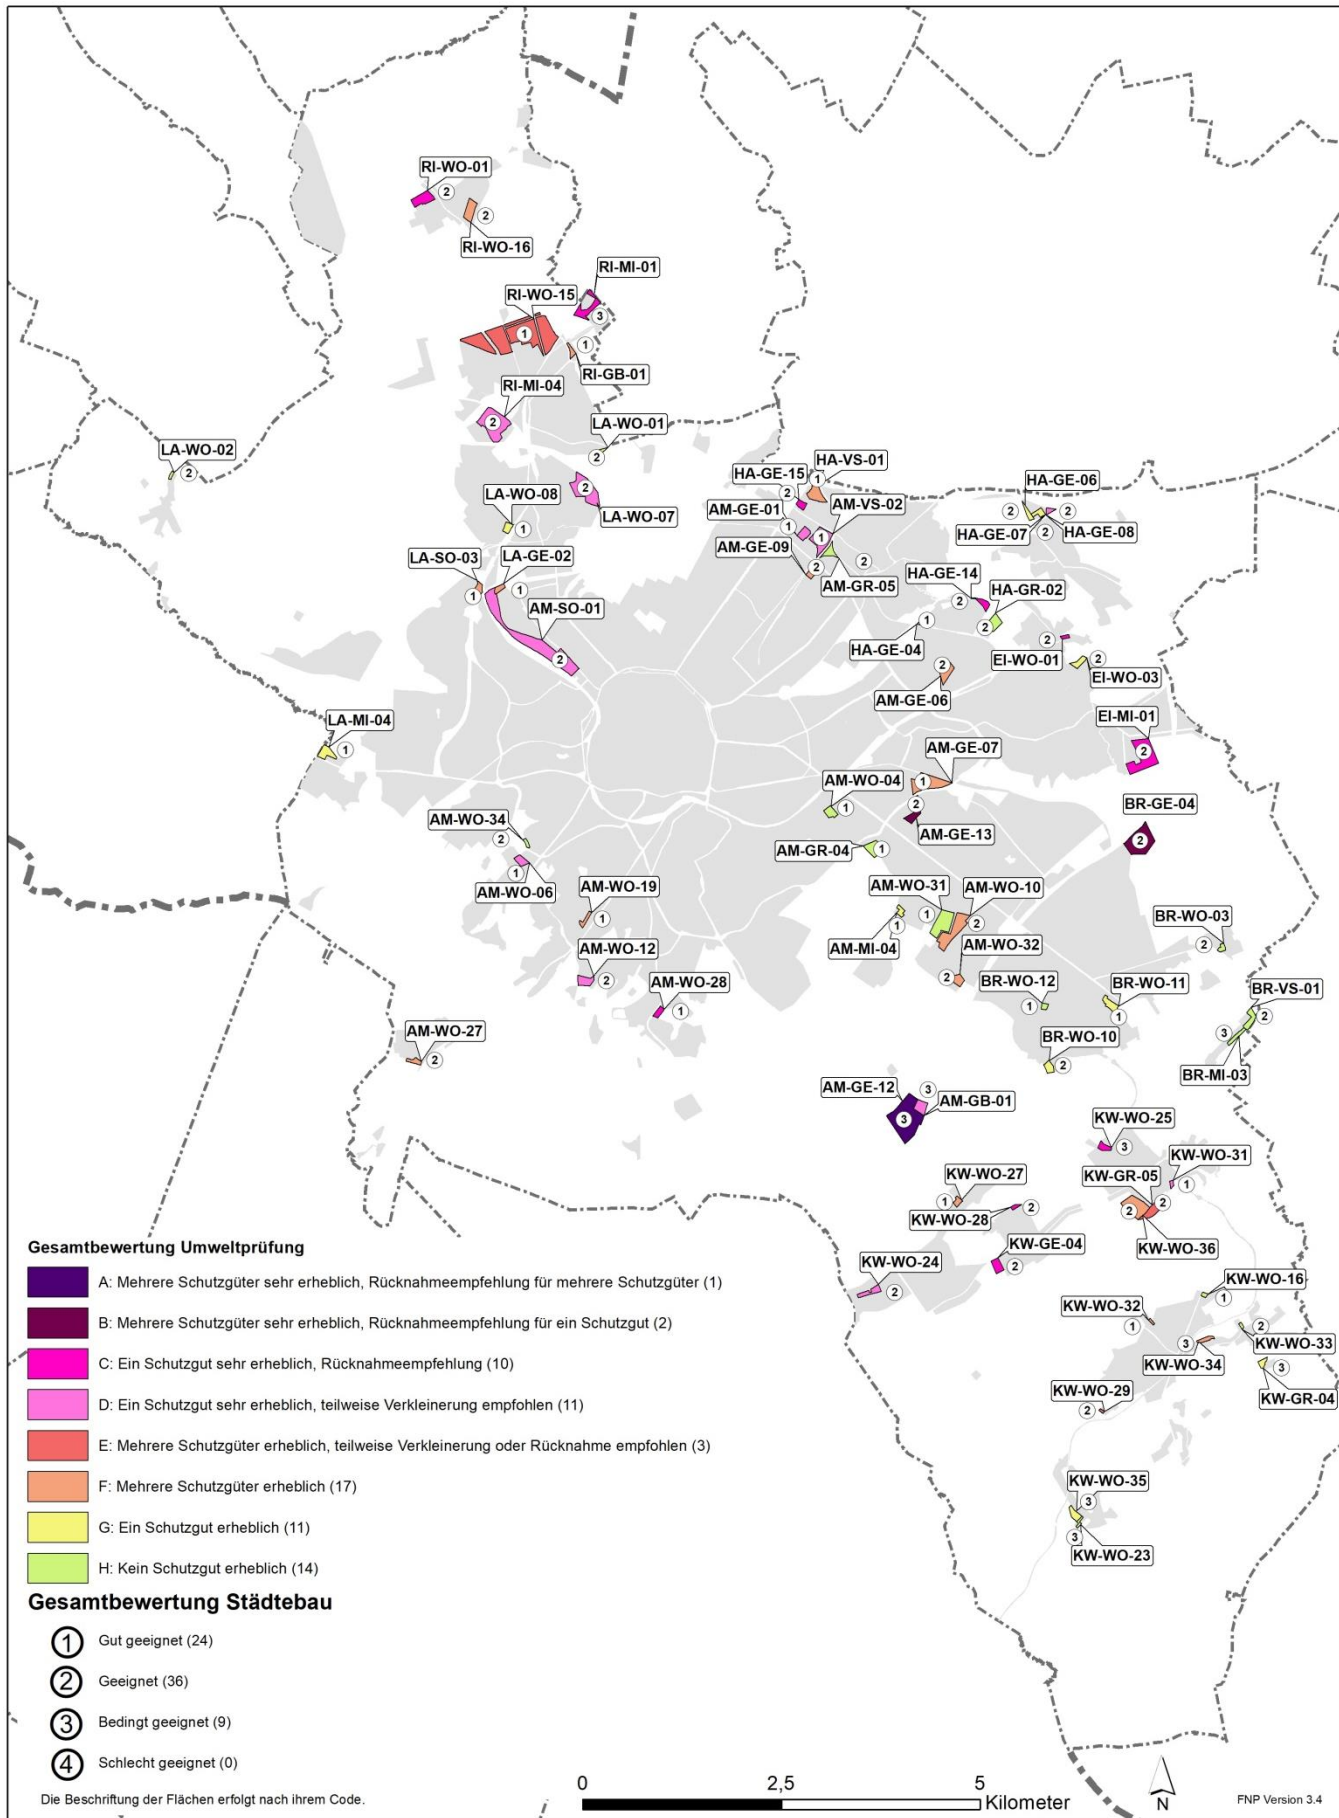 RI-WO-01
2
2
RI-WO-16
RI-MI-01
RI-WO-15
3
1
1
RI-GB-01
RI-MI-04
2
LA-WO-01
2
LA-WO-02
2
HA-VS-01
HA-GE-15
1
2
HA-GE-06
LA-WO-08
2
LA-WO-07
AM-GE-01
AM-VS-02
2
2
1
1
1
HA-GE-07
HA-GE-08
2
AM-GE-09
2
2
AM-GR-05
LA-SO-03
LA-GE-02
1
1
HA-GE-14
2
HA-GR-02
AM-SO-01
1
2
HA-GE-04
2
EI-WO-01
2
2
EI-WO-03
2
AM-GE-06
LA-MI-04
1
EI-MI-01
2
AM-GE-07
AM-WO-04
1
1
2
BR-GE-04
AM-WO-34
2
AM-GE-13
2
AM-GR-04
1
1
AM-WO-06
AM-WO-19
1
AM-WO-31
AM-WO-10
1
2
1
AM-MI-04
BR-WO-03
2
AM-WO-12
2
AM-WO-32
2
AM-WO-28
1
BR-WO-12
1
BR-WO-11
1
BR-VS-01
2
3
AM-WO-27
2
BR-WO-10
2
BR-MI-03
AM-GE-12
3
AM-GB-01
3
KW-WO-25
3
KW-WO-31
1
KW-WO-27
1
KW-GR-05
2
2
KW-WO-28
2
KW-WO-36
KW-GE-04
2
KW-WO-24
2
KW-WO-16
1
KW-WO-32
1
2
KW-WO-33
3
KW-WO-34
3
KW-GR-04
KW-WO-29
2
KW-WO-35
3
3
KW-WO-23
Gesamtbewertung Umweltprüfung
A: Mehrere Schutzgüter sehr erheblich, Rücknahmeempfehlung für mehrere Schutzgüter (1)
B: Mehrere Schutzgüter sehr erheblich, Rücknahmeempfehlung für ein Schutzgut (2)
C: Ein Schutzgut sehr erheblich, Rücknahmeempfehlung (10)
D: Ein Schutzgut sehr erheblich, teilweise Verkleinerung empfohlen (11)
E: Mehrere Schutzgüter erheblich, teilweise Verkleinerung oder Rücknahme empfohlen (3)
F: Mehrere Schutzgüter erheblich (17)
G: Ein Schutzgut erheblich (11)
H: Kein Schutzgut erheblich (14)
Gesamtbewertung Städtebau
1 Gut geeignet (24)
2 Geeignet (36)
3 Bedingt geeignet (9)
4 Schlecht geeignet (0)
Die Beschriftung der Flächen erfolgt nach ihrem Code.
0 2,5 5
Kilometer
N
FNP Version 3.4